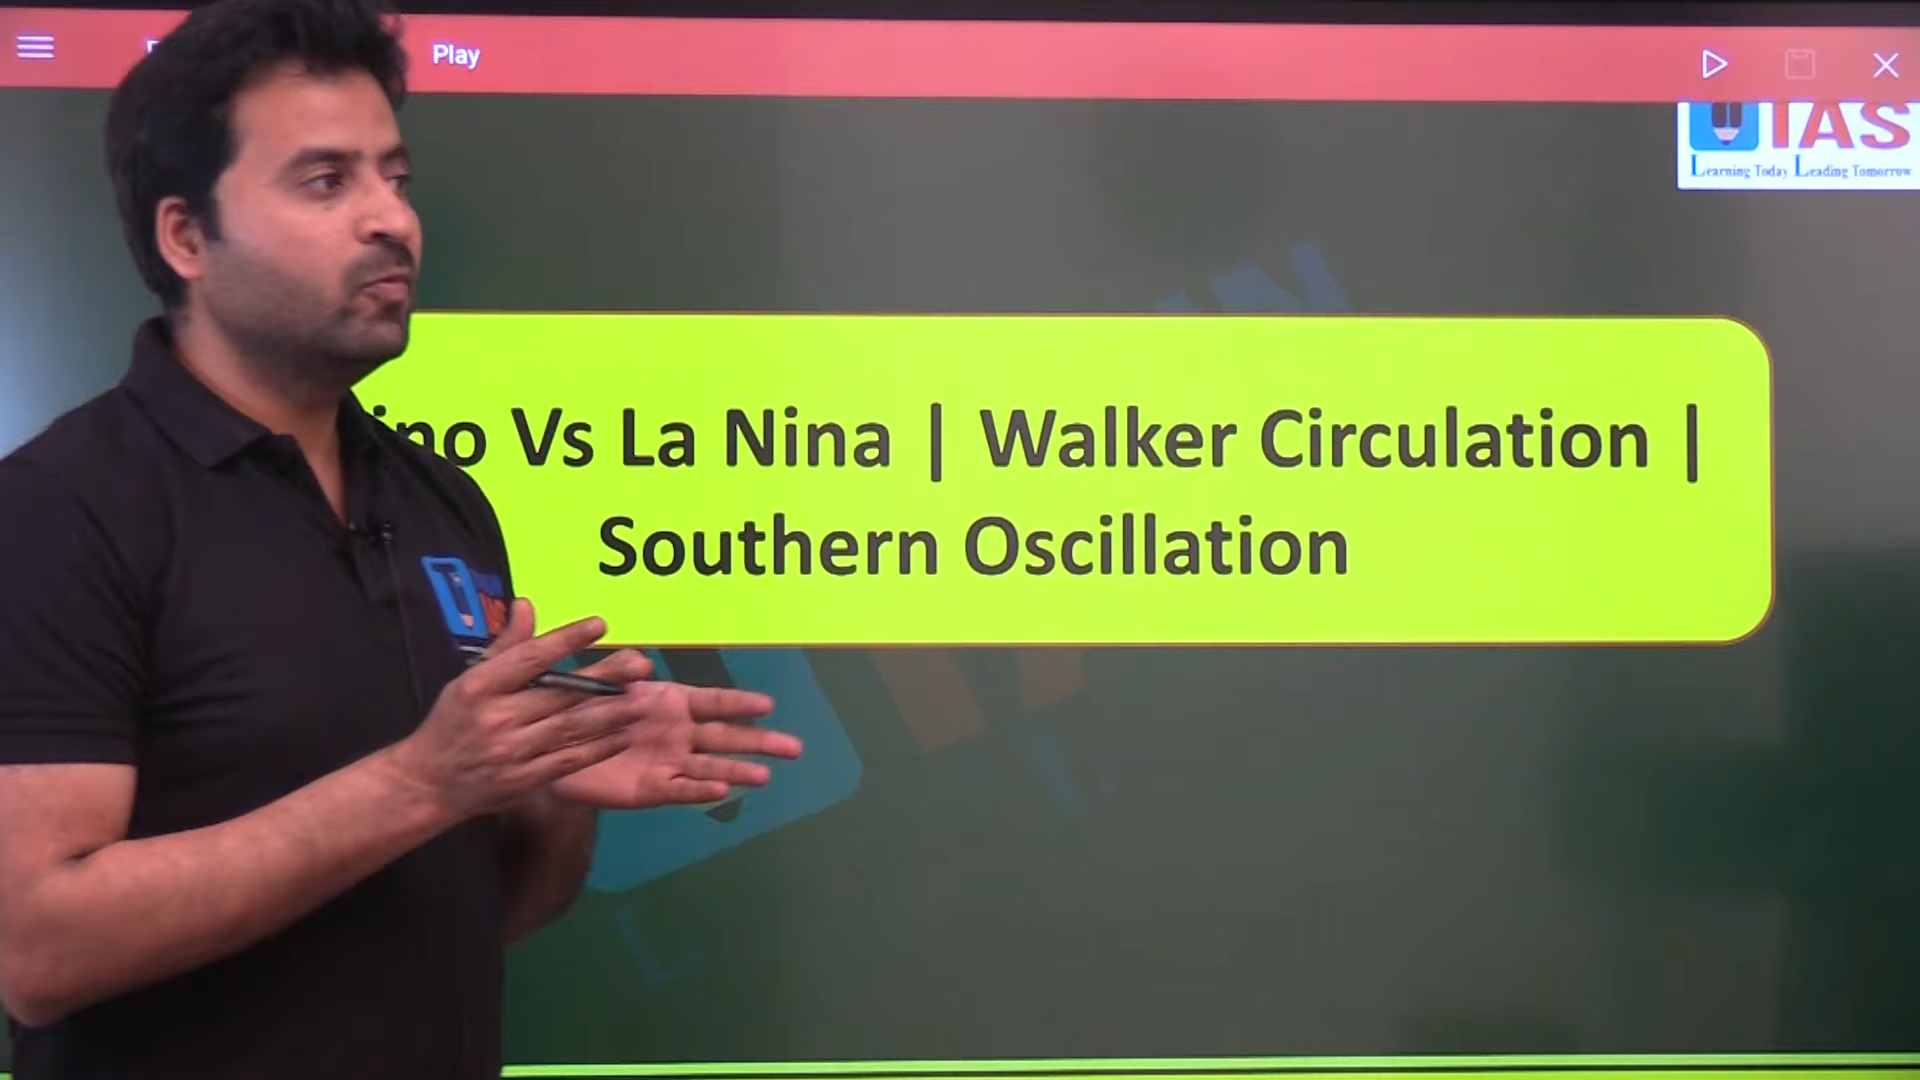 Play
IAS
Learning Today Leading Tomorrow
ino Vs La Nina | Walker Circulation |
Southern Oscillation